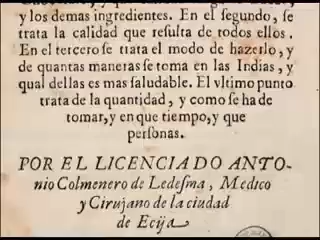 y los demas ingredientes. En el segundo, se
trata la calidad que resulta de todos ellos.
En el tercero se trata el modo de hazerlo, y
de quantas maneras se toma en las Indias, y
qual dellas es mas saludable. El vltimo punto
trata de la quantidad, y como se ha de
tomar, y en que tiempo, y que
personas.
POR EL LICENCIADO ANTO-
nio Colmenero de Ledesma, Medico
y Cirujano de la ciudad
de Ecija